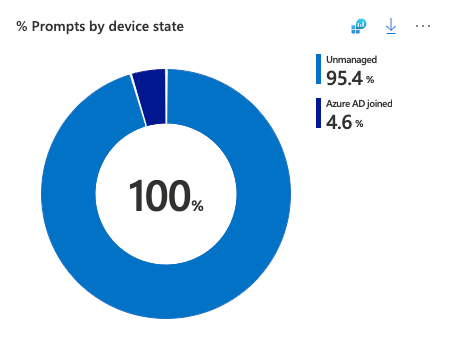 % Prompts by device state
Unmanaged
95.4 %
Azure AD joined
4.6 %
100%